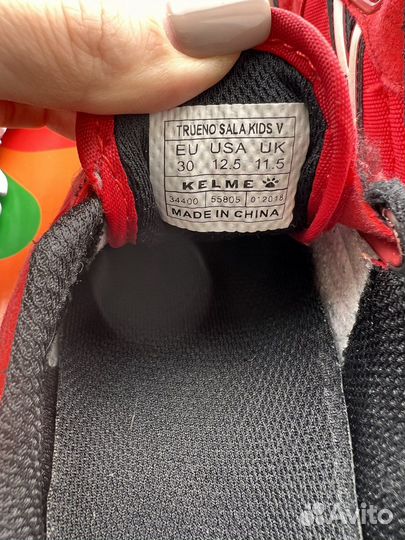 TRUENO SALA KIDS V
EU USA UK
30 12.5 11.5
KELME
34400 55805 01.2018
MADE IN CHINA
Avito